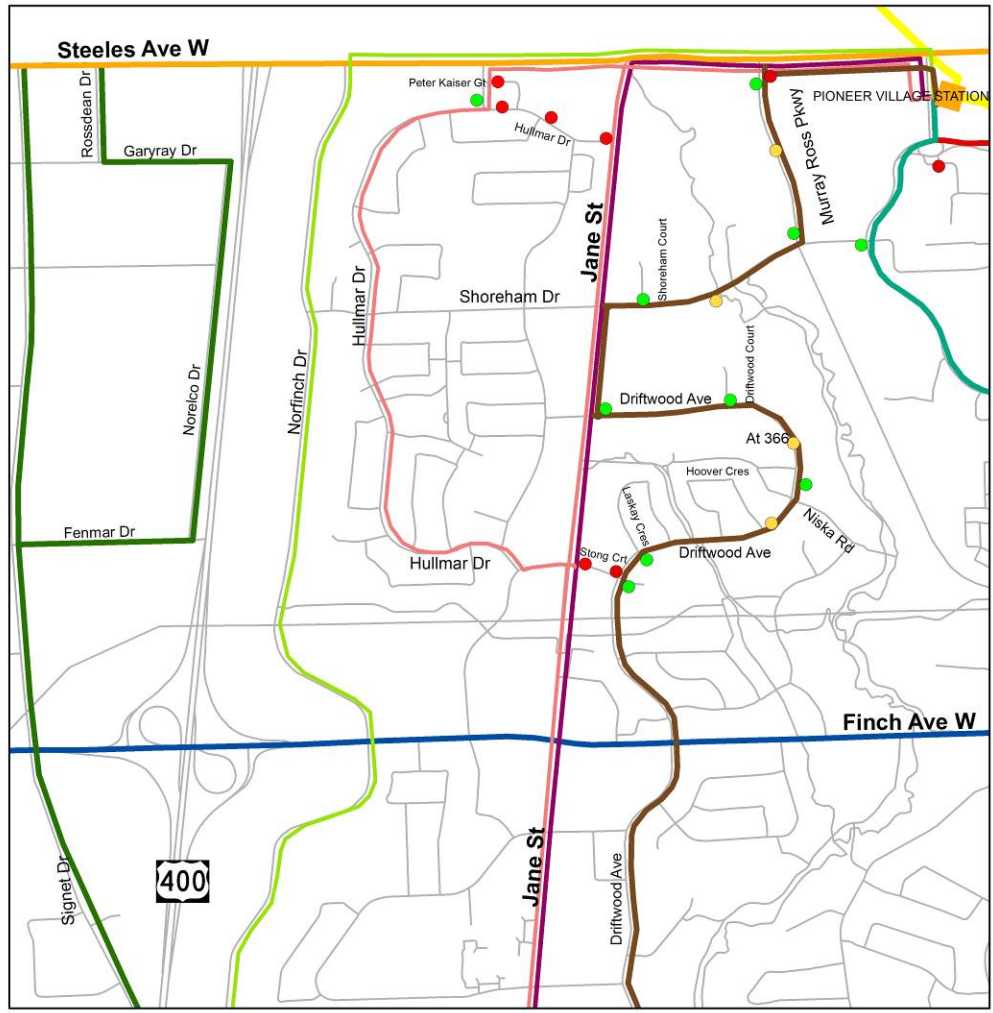 Steeles Ave W
Rossdean Dr
Peter Kaiser Gt
PIONEER VILLAGE STATION
Garyray Dr
Hullmar Dr
Murray Ross Pkwy
Jane St
Shoreham Court
Hullmar Dr
Shoreham Dr
Norfinch Dr
Norelco Dr
Driftwood Court
Driftwood Ave
At 366
Hoover Cres
Laskay Cres
Niska Rd
Fenmar Dr
Stong Crt
Driftwood Ave
Hullmar Dr
Finch Ave W
Jane St
400
Signet Dr
Driftwood Ave